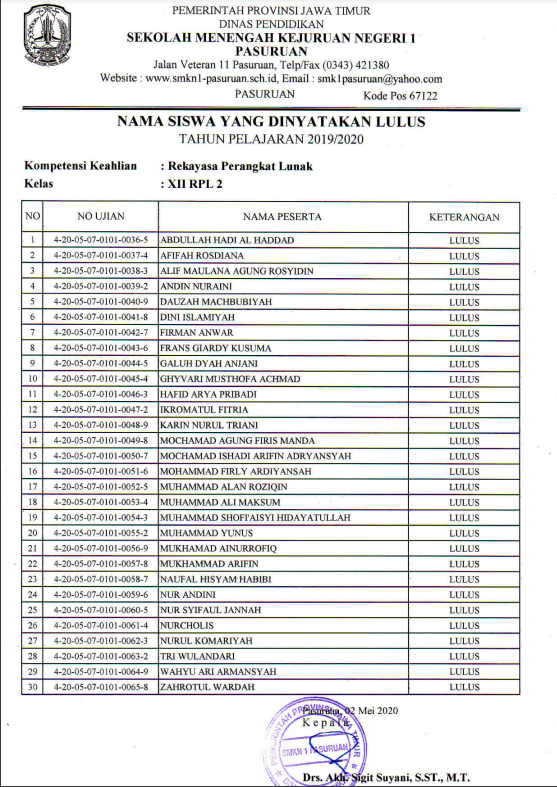 PEMERINTAH PROVINSI JAWA TIMUR
DINAS PENDIDIKAN
SEKOLAH MENENGAH KEJURUAN NEGERI 1
PASURUAN
Jalan Veteran 11 Pasuruan, Telp/Fax (0343) 421380
Website : www.smkn1-pasuruan.sch.id, Email : smk1pasuruan@yahoo.com
PASURUAN Kode Pos 67122
NAMA SISWA YANG DINYATAKAN LULUS
TAHUN PELAJARAN 2019/2020
Kompetensi Keahlian : Rekayasa Perangkat Lunak
Kelas : XII RPL 2
NO NO UJIAN NAMA PESERTA KETERANGAN
1 4-20-05-07-0101-0036-5 ABDULLAH HADI AL HADDAD LULUS
2 4-20-05-07-0101-0037-4 AFIFAH ROSDIANA LULUS
3 4-20-05-07-0101-0038-3 ALIF MAULANA AGUNG ROSYIDIN LULUS
4 4-20-05-07-0101-0039-2 ANDIN NURAINI LULUS
5 4-20-05-07-0101-0040-9 DAUZAH MACHBUBIYAH LULUS
6 4-20-05-07-0101-0041-8 DINI ISLAMIYAH LULUS
7 4-20-05-07-0101-0042-7 FIRMAN ANWAR LULUS
8 4-20-05-07-0101-0043-6 FRANS GIARDY KUSUMA LULUS
9 4-20-05-07-0101-0044-5 GALUH DYAH ANJANI LULUS
10 4-20-05-07-0101-0045-4 GHYVARI MUSTHOFA ACHMAD LULUS
11 4-20-05-07-0101-0046-3 HAFID ARYA PRIBADI LULUS
12 4-20-05-07-0101-0047-2 IKROMATUL FITRIA LULUS
13 4-20-05-07-0101-0048-9 KARIN NURUL TRIANI LULUS
14 4-20-05-07-0101-0049-8 MOCHAMAD AGUNG FIRIS MANDA LULUS
15 4-20-05-07-0101-0050-7 MOCHAMAD ISHADI ARIFIN ADRYANSYAH LULUS
16 4-20-05-07-0101-0051-6 MOHAMMAD FIRLY ARDIYANSAH LULUS
17 4-20-05-07-0101-0052-5 MUHAMMAD ALAN ROZIQIN LULUS
18 4-20-05-07-0101-0053-4 MUHAMMAD ALI MAKSUM LULUS
19 4-20-05-07-0101-0054-3 MUHAMMAD SHOFI'AISYI HIDAYATULLAH LULUS
20 4-20-05-07-0101-0055-2 MUHAMMAD YUNUS LULUS
21 4-20-05-07-0101-0056-9 MUKHAMAD AINURROFIQ LULUS
22 4-20-05-07-0101-0057-8 MUKHAMMAD ARIFIN LULUS
23 4-20-05-07-0101-0058-7 NAUFAL HISYAM HABIBI LULUS
24 4-20-05-07-0101-0059-6 NUR ANDINI LULUS
25 4-20-05-07-0101-0060-5 NUR SYIFAUL JANNAH LULUS
26 4-20-05-07-0101-0061-4 NURCHOLIS LULUS
27 4-20-05-07-0101-0062-3 NURUL KOMARIYAH LULUS
28 4-20-05-07-0101-0063-2 TRI WULANDARI LULUS
29 4-20-05-07-0101-0064-9 WAHYU ARI ARMANSYAH LULUS
30 4-20-05-07-0101-0065-8 ZAHROTUL WARDAH LULUS
Pasuruan, 02 Mei 2020
Kepala
PEMERINTAH PROVINSI JAWA TIMUR
SMKN 1 PASURUAN
Drs. Akh. Sigit Suyani, S.ST., M.T.